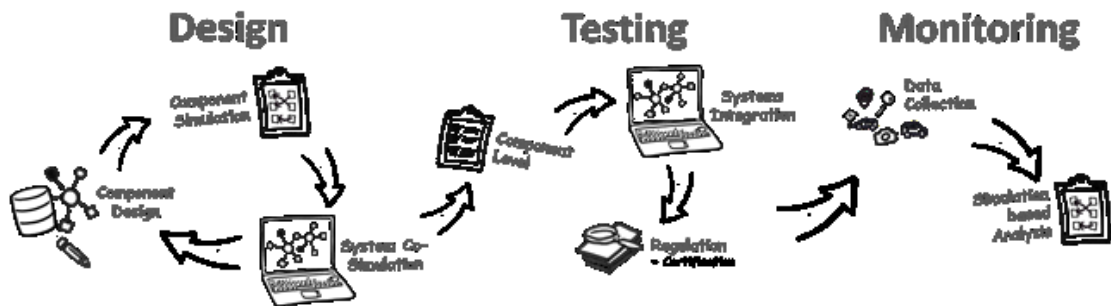 Design
Testing
Monitoring
Component
Simulation
Component
Design
System Co-
Simulation
Component
Level
Systems
Integration
Regulation
+ Certification
Data
Collection
Simulation
based
Analysis